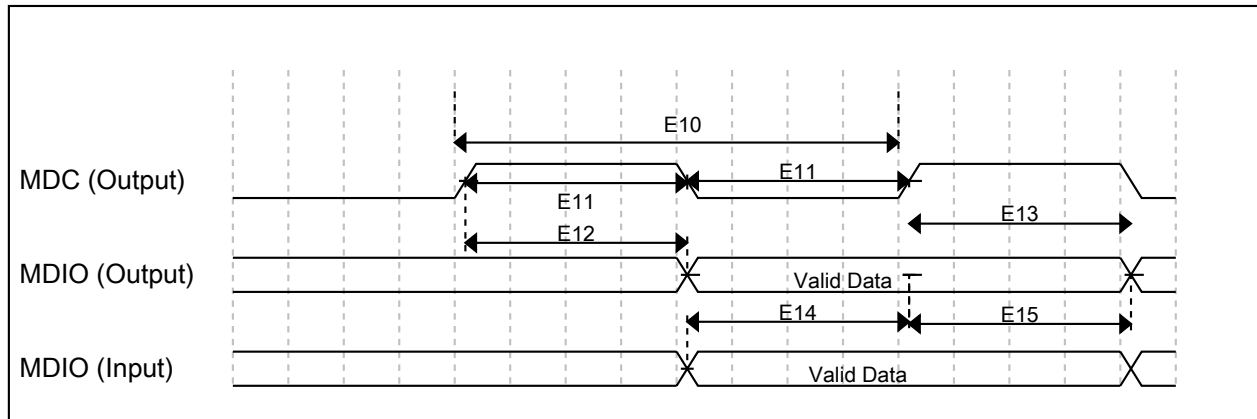 E10
MDC (Output)
E11
E11
E13
E12
MDIO (Output)
Valid Data
E14
E15
MDIO (Input)
Valid Data